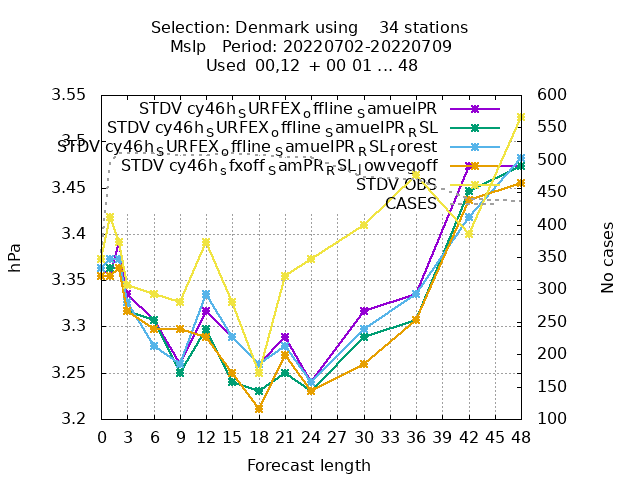 Selection: Denmark using 34 stations
Mslp Period: 20220702-20220709
Used 00,12 + 00 01 ... 48
3.55
3.5
3.45
3.4
3.35
3.3
3.25
3.2
hPa
STDV cy46h_SURFEX_offline_SamuelPR
STDV cy46h_SURFEX_offline_SamuelPR_RSL
STDV cy46h_SURFEX_offline_SamuelPR_RSL_forest
STDV cy46h_sfxoff_SamPR_RSL_lowvegoff
STDV OBS
CASES
600
550
500
450
400
350
300
250
200
150
100
No cases
0 3 6 9 12 15 18 21 24 27 30 33 36 39 42 45 48
Forecast length